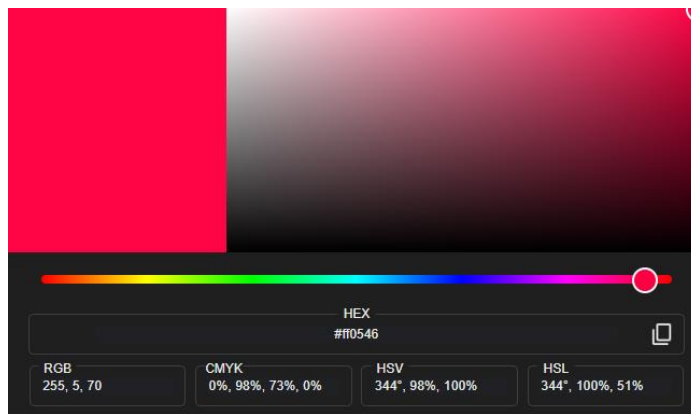 HEX
#ff0546
RGB
255, 5, 70
CMYK
0%, 98%, 73%, 0%
HSV
344°, 98%, 100%
HSL
344°, 100%, 51%